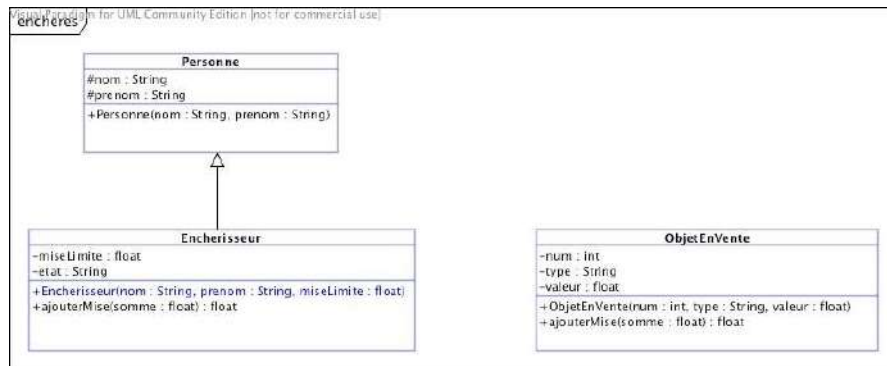 Visual Paradigm for UML Community Edition [not for commercial use]
encheres
Personne
#nom : String
#prenom : String
+Personne(nom : String, prenom : String)
Encherisseur
-miseLimite : float
-etat : String
+Encherisseur(nom : String, prenom : String, miseLimite : float)
+ajouterMise(somme : float) : float
ObjetEnVente
-num : int
-type : String
-valeur : float
+ObjetEnVente(num : int, type : String, valeur : float)
+ajouterMise(somme : float) : float